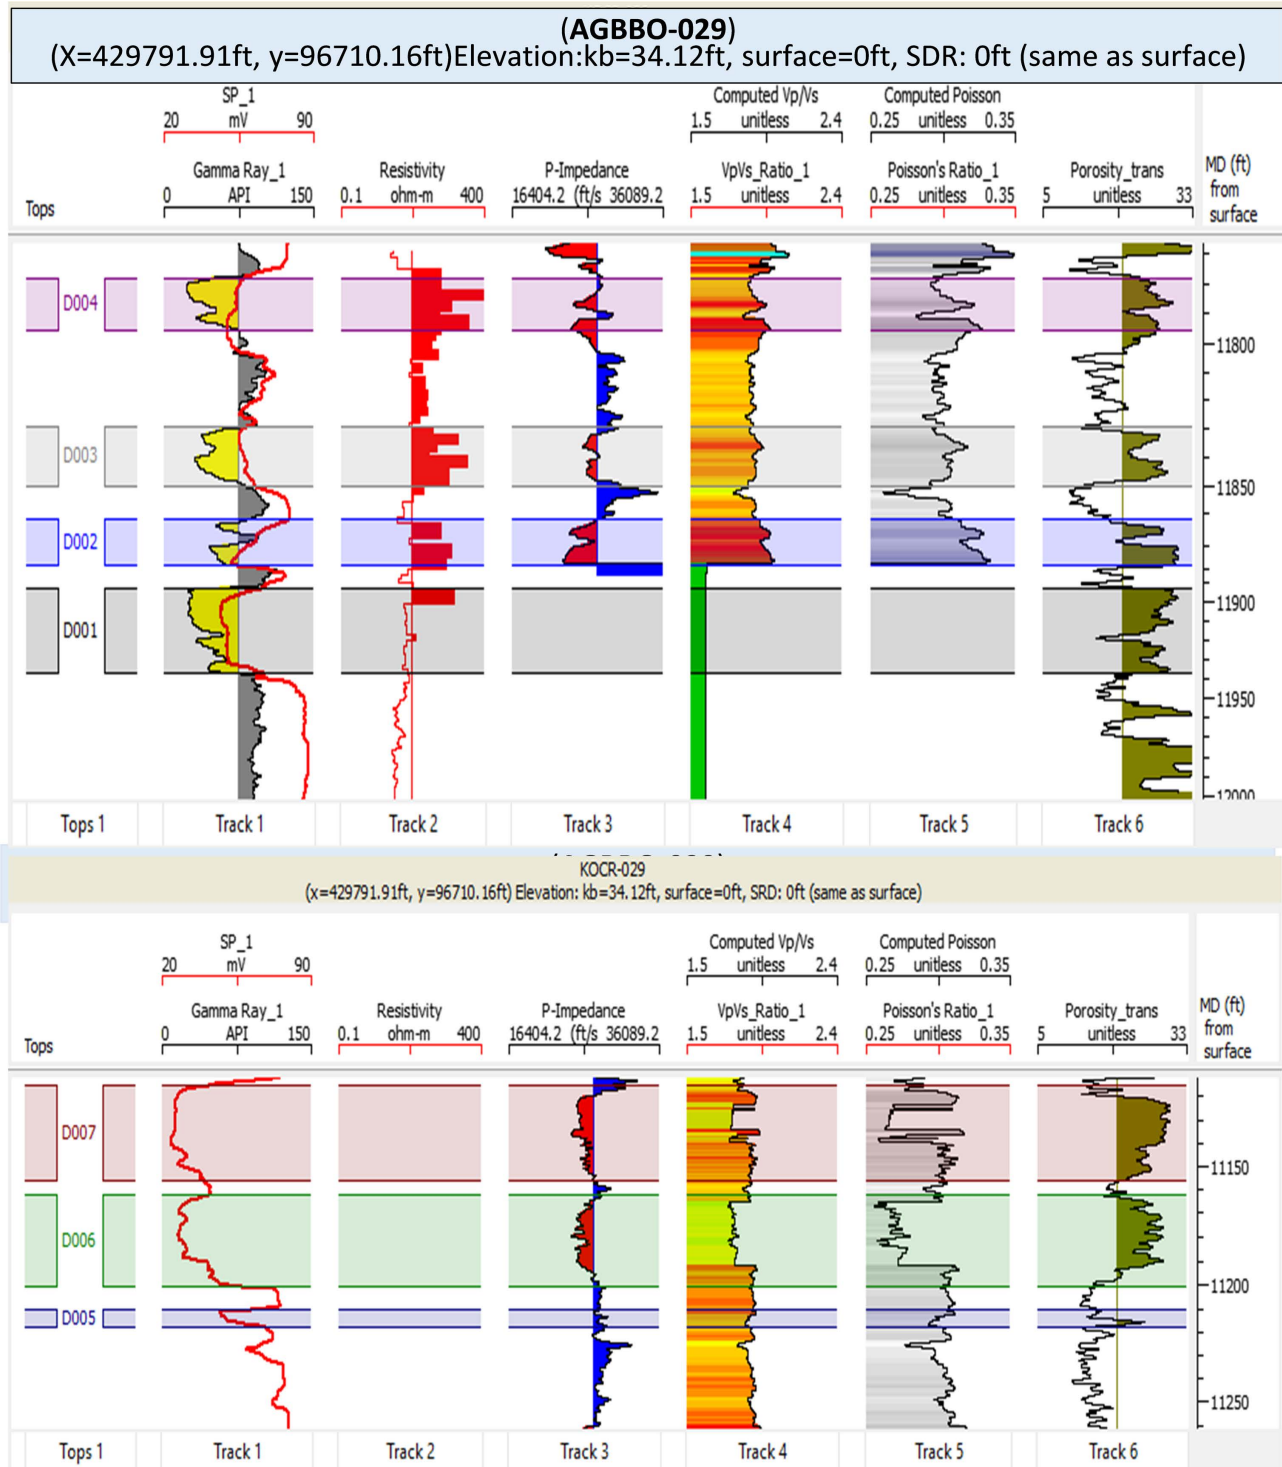 (AGBBO-029)
(X=429791.91ft, y=96710.16ft)Elevation:kb=34.12ft, surface=0ft, SDR: 0ft (same as surface)
SP_1 Computed Vp/Vs Computed Poisson
20 mV 90 1.5 unitless 2.4 0.25 unitless 0.35
Gamma Ray_1 Resistivity P-Impedance VpVs_Ratio_1 Poisson's Ratio_1 Porosity_trans MD (ft)
0 API 150 0.1 ohm-m 400 16404.2 (ft/s 36089.2 1.5 unitless 2.4 0.25 unitless 0.35 5 unitless 33 from
Tops surface
D004
11800
D003
11850
D002
11900
D001
11950
12000
Tops 1 Track 1 Track 2 Track 3 Track 4 Track 5 Track 6
KOCR-029
(x=429791.91ft, y=96710.16ft) Elevation: kb=34.12ft, surface=0ft, SRD: 0ft (same as surface)
SP_1 Computed Vp/Vs Computed Poisson
20 mV 90 1.5 unitless 2.4 0.25 unitless 0.35
Gamma Ray_1 Resistivity P-Impedance VpVs_Ratio_1 Poisson's Ratio_1 Porosity_trans MD (ft)
0 API 150 0.1 ohm-m 400 16404.2 (ft/s 36089.2 1.5 unitless 2.4 0.25 unitless 0.35 5 unitless 33 from
Tops surface
D007
11150
D006
11200
D005
11250
Tops 1 Track 1 Track 2 Track 3 Track 4 Track 5 Track 6